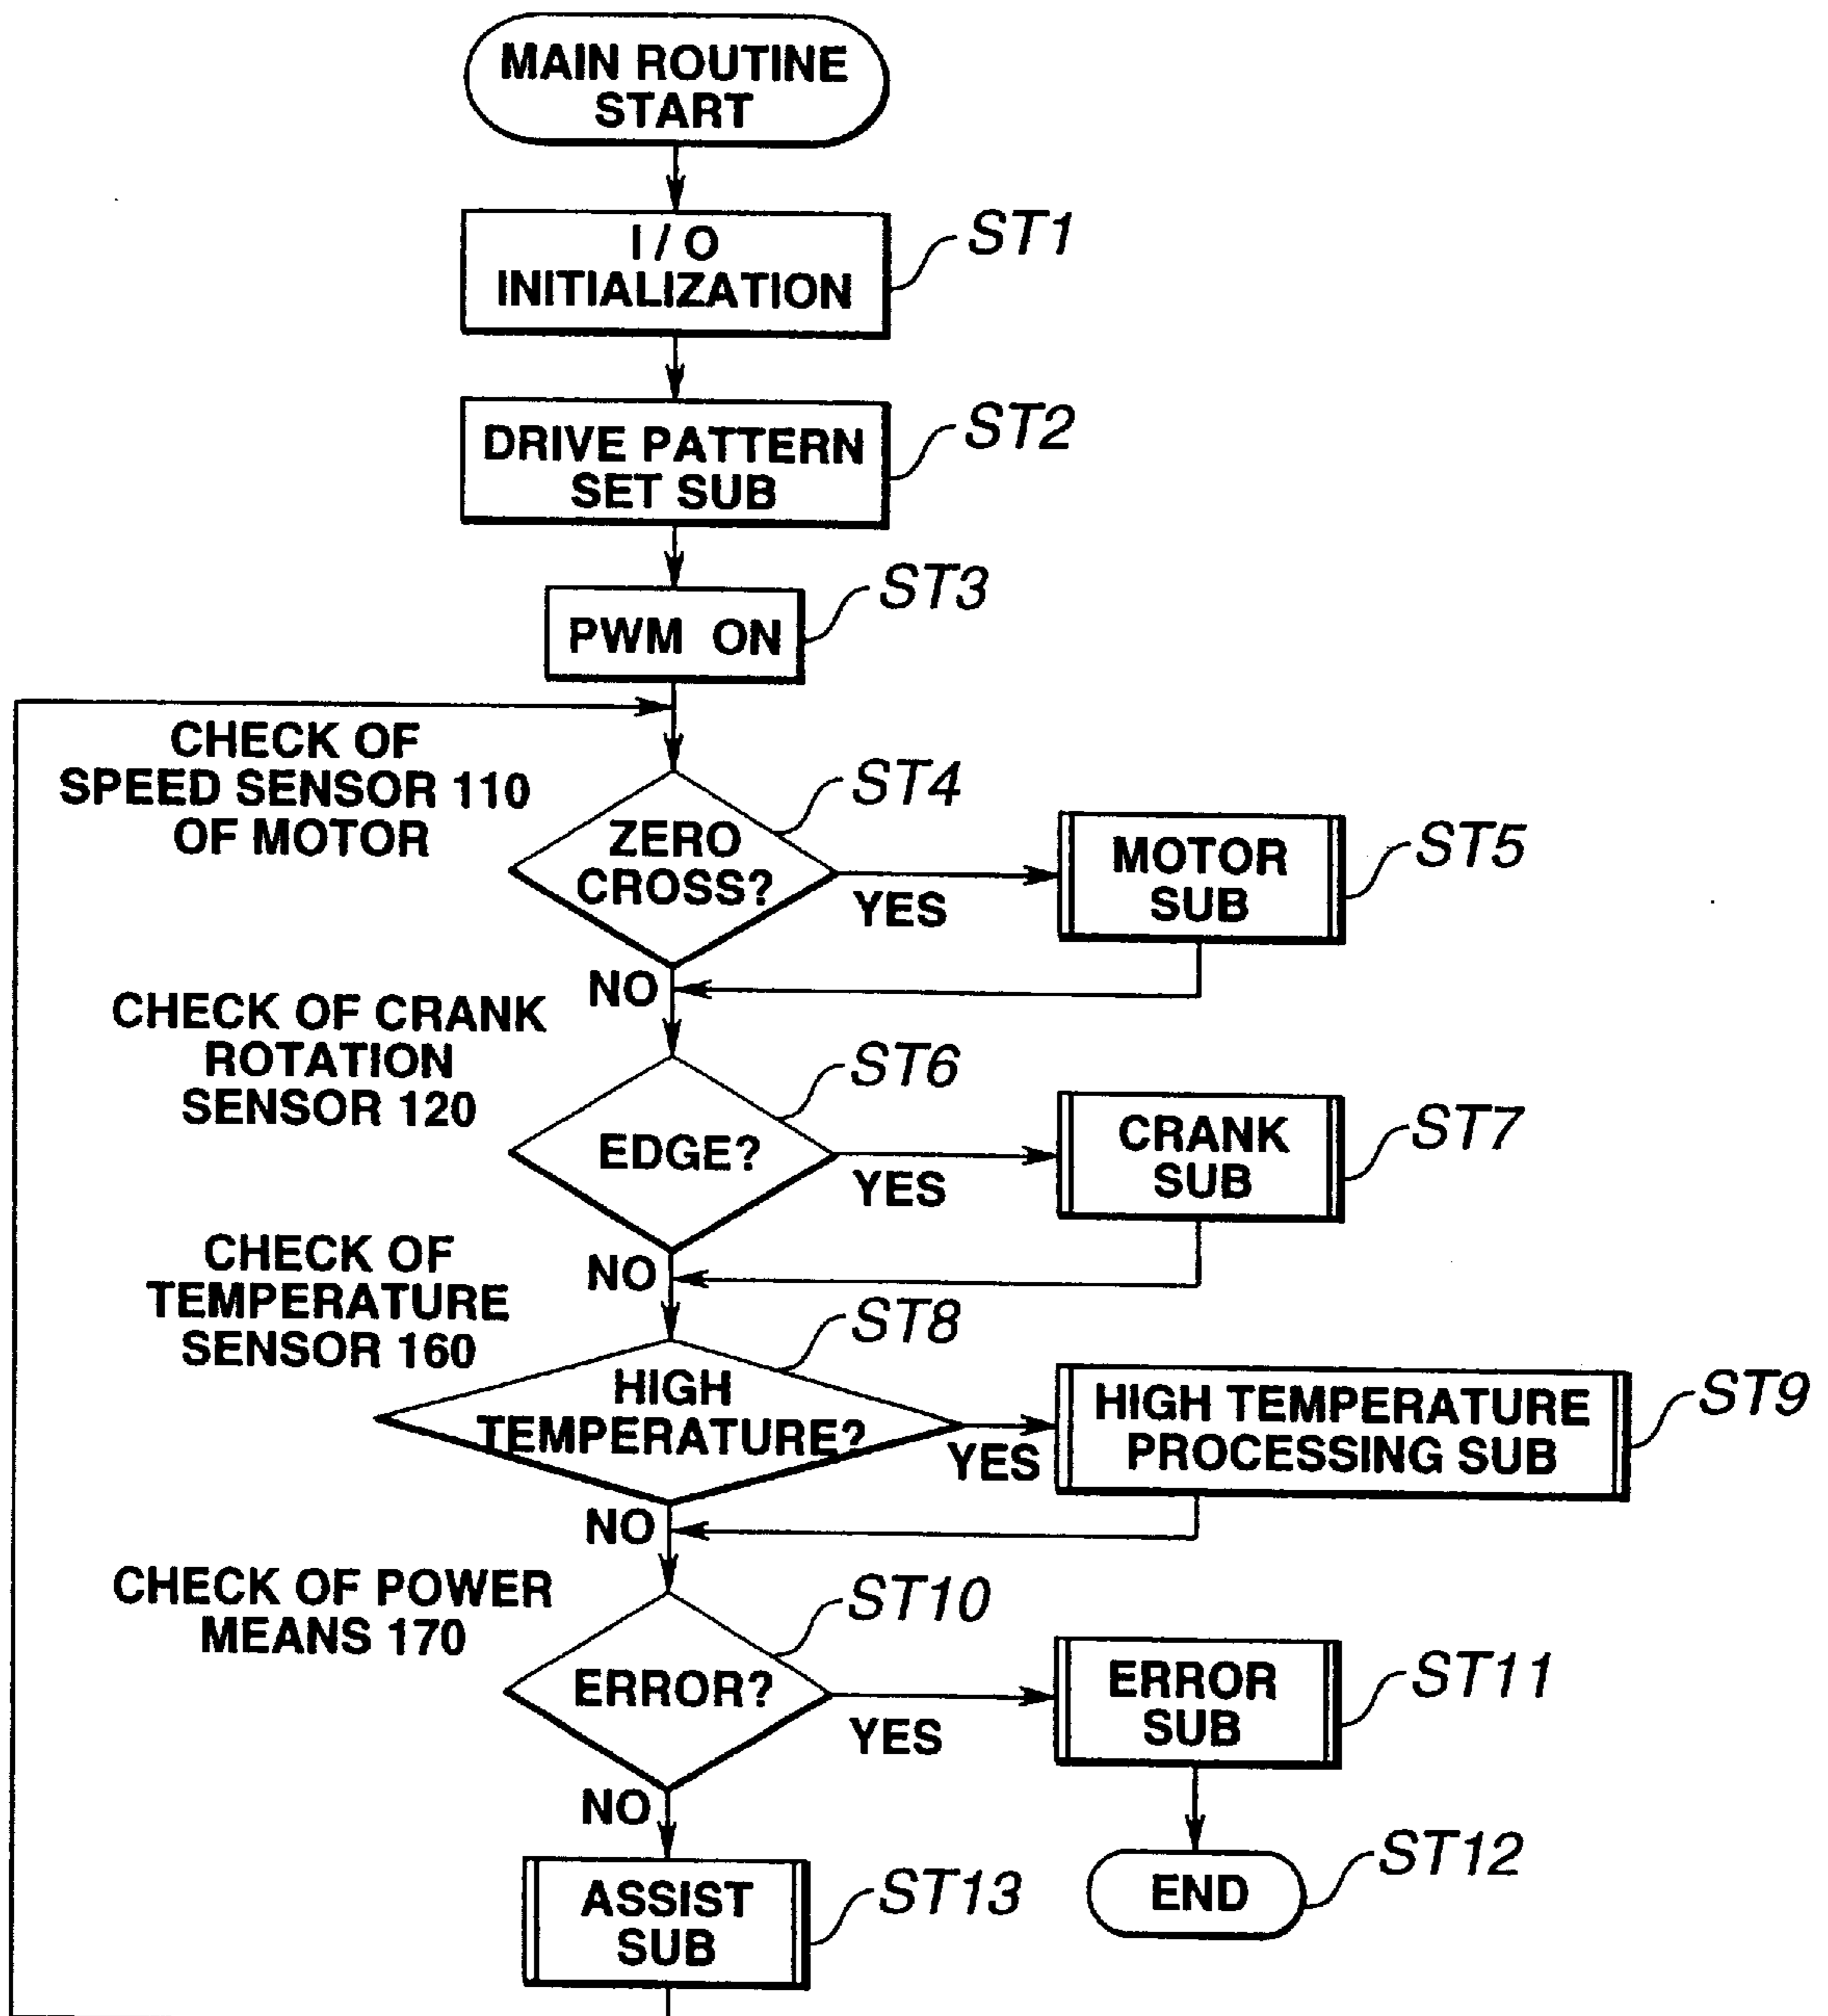 MAIN ROUTINE
START
I / O
INITIALIZATION
ST1
DRIVE PATTERN
SET SUB
ST2
PWM ON
ST3
CHECK OF
SPEED SENSOR 110
OF MOTOR
ZERO
CROSS?
ST4
YES
MOTOR
SUB
ST5
NO
CHECK OF CRANK
ROTATION
SENSOR 120
EDGE?
ST6
YES
CRANK
SUB
ST7
NO
CHECK OF
TEMPERATURE
SENSOR 160
HIGH
TEMPERATURE?
ST8
YES
HIGH TEMPERATURE
PROCESSING SUB
ST9
NO
CHECK OF POWER
MEANS 170
ERROR?
ST10
YES
ERROR
SUB
ST11
NO
END
ST12
ASSIST
SUB
ST13